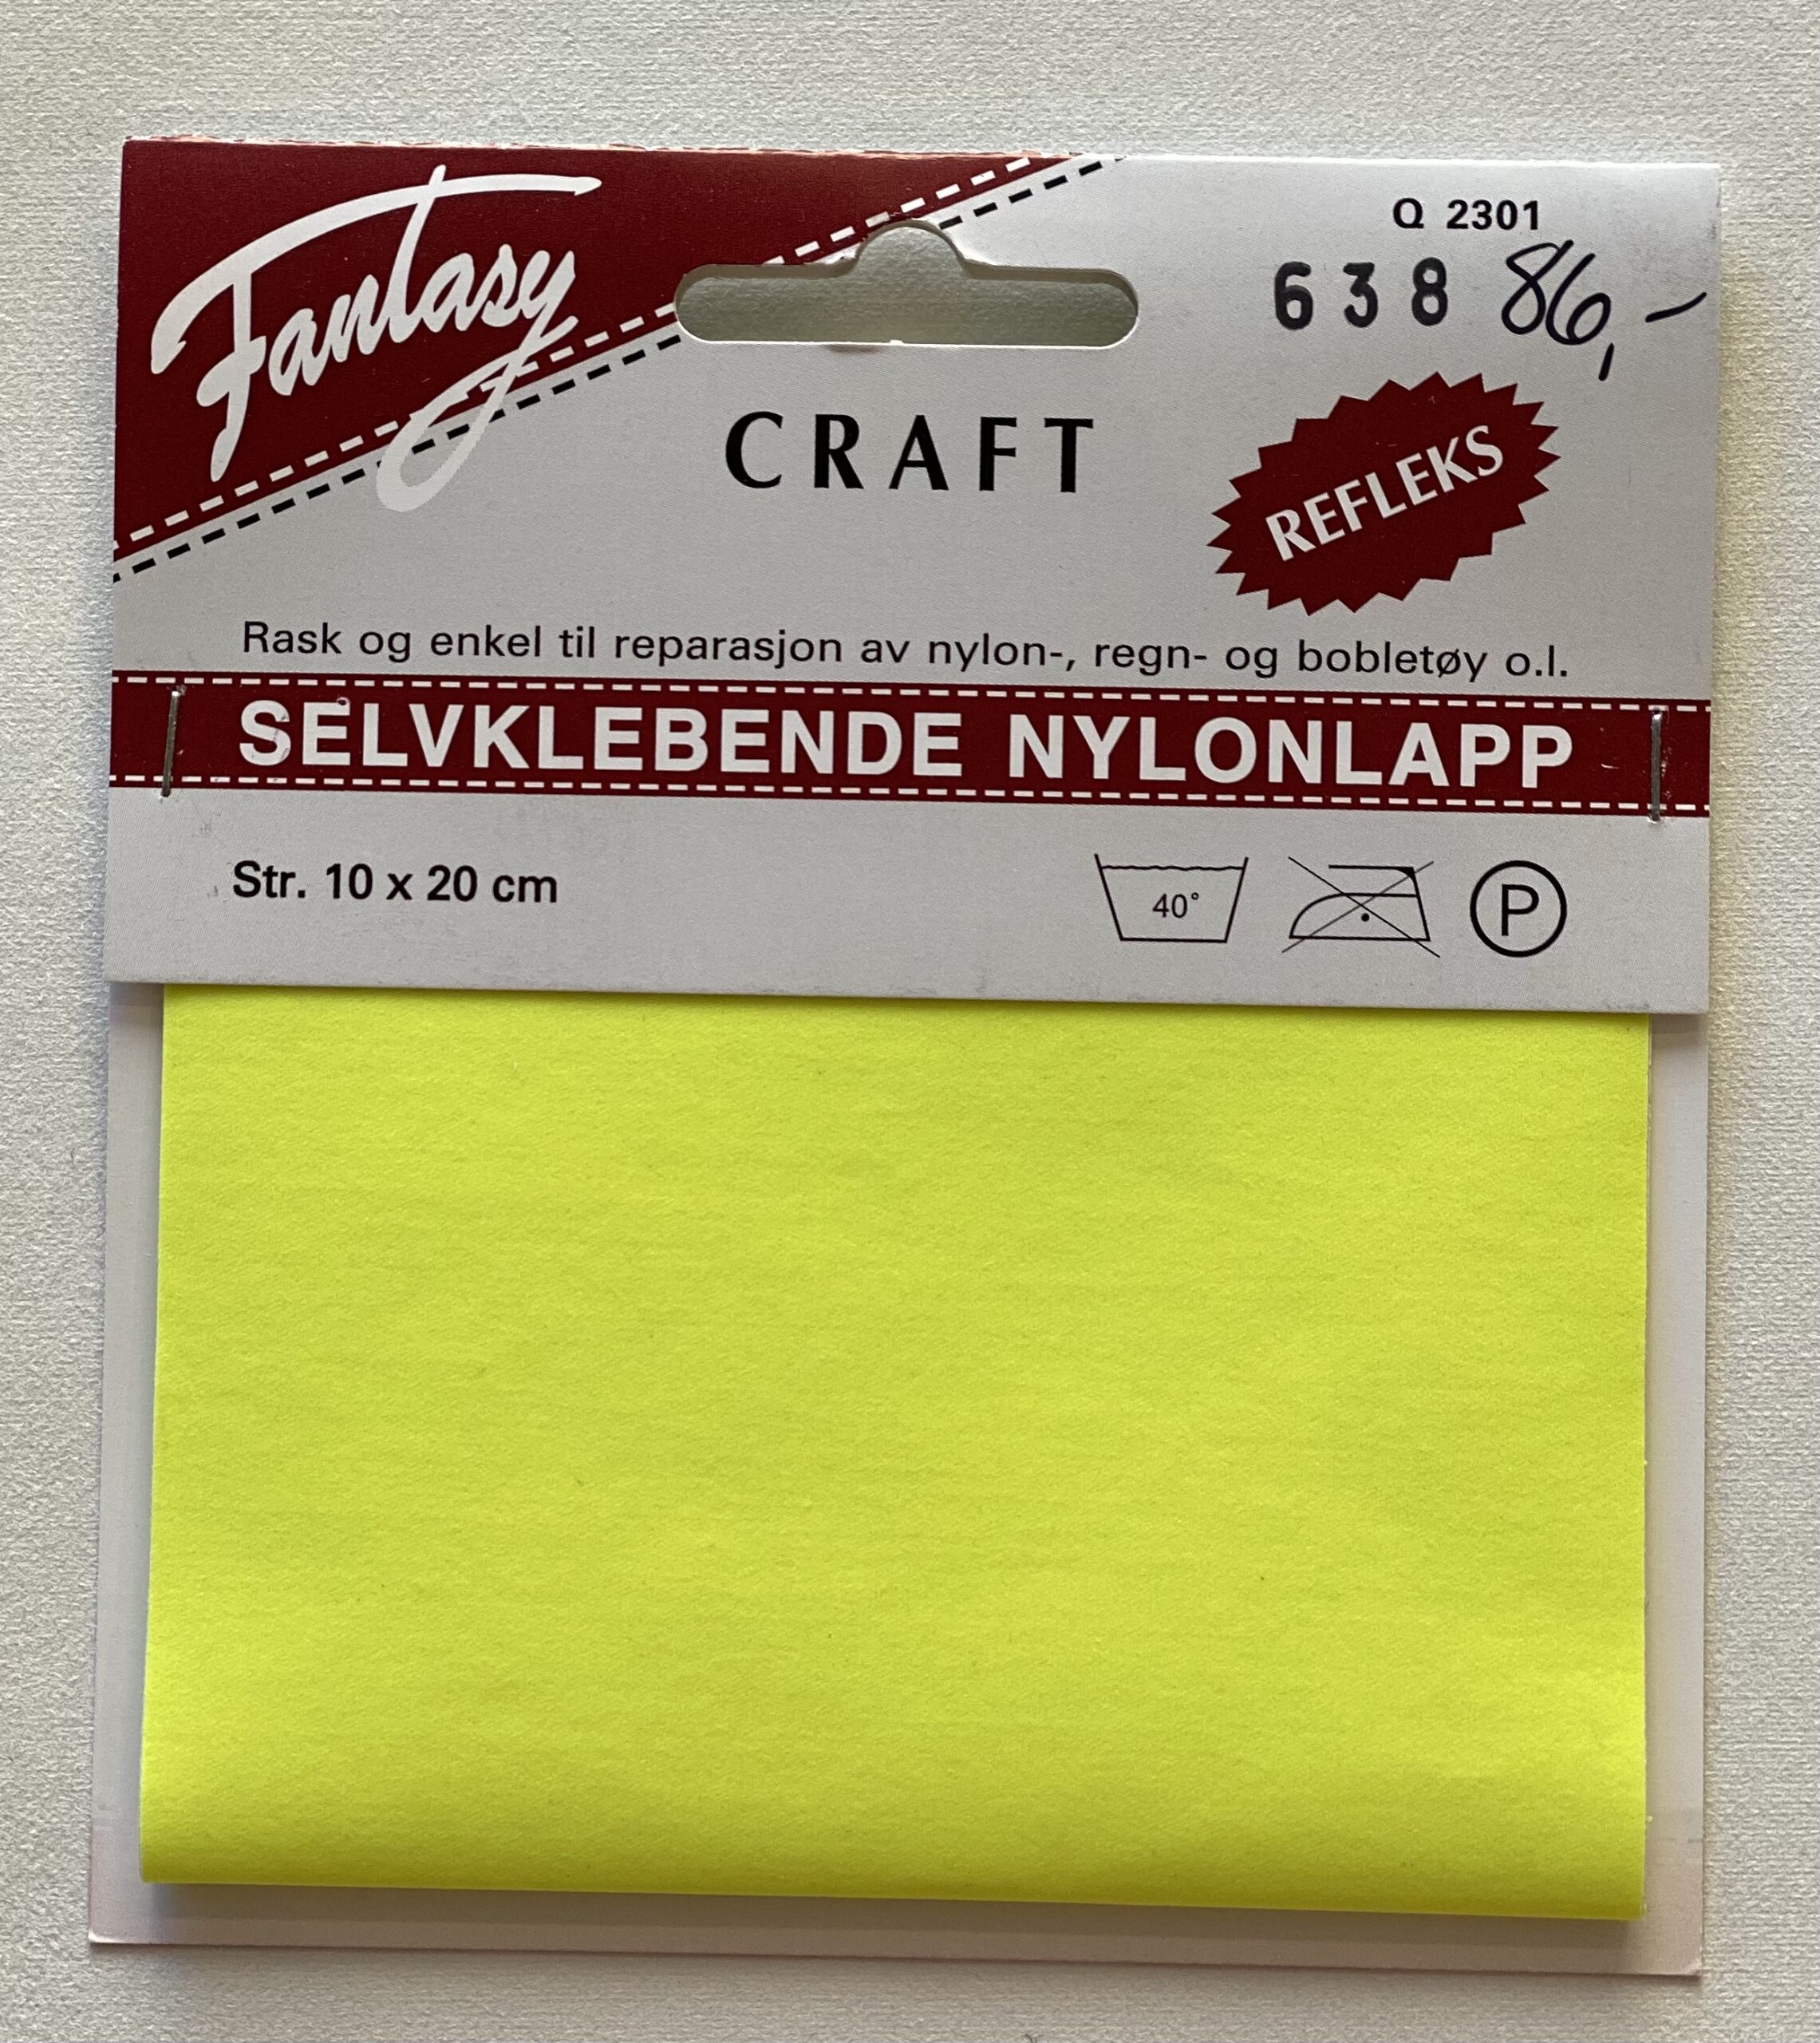 Fantasy
Q 2301
638 86,-
CRAFT
REFLEKS
Rask og enkel til reparasjon av nylon-, regn- og bobletøy o.l.
SELVKLEBENDE NYLONLAPP
Str. 10 x 20 cm
40°
P